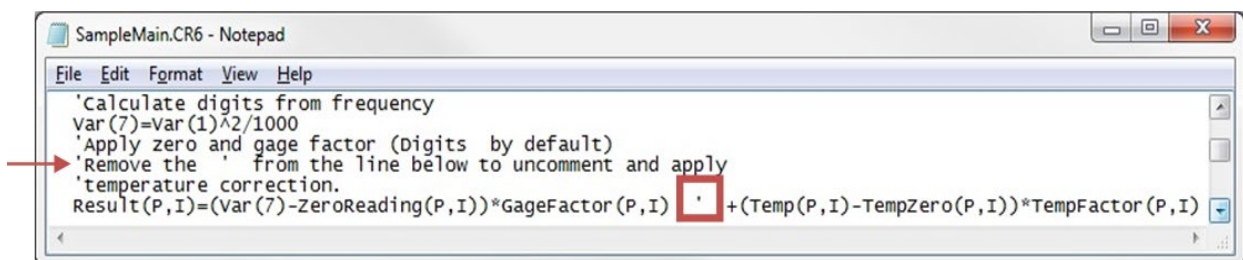 SampleMain.CR6 - Notepad
File Edit Format View Help
'Calculate digits from frequency
Var(7)=Var(1)^2/1000
'Apply zero and gage factor (Digits  by default)
'Remove the  '  from the line below to uncomment and apply
'temperature correction.
Result(P,I)=(Var(7)-ZeroReading(P,I))*GageFactor(P,I)  '  +(Temp(P,I)-TempZero(P,I))*TempFactor(P,I)